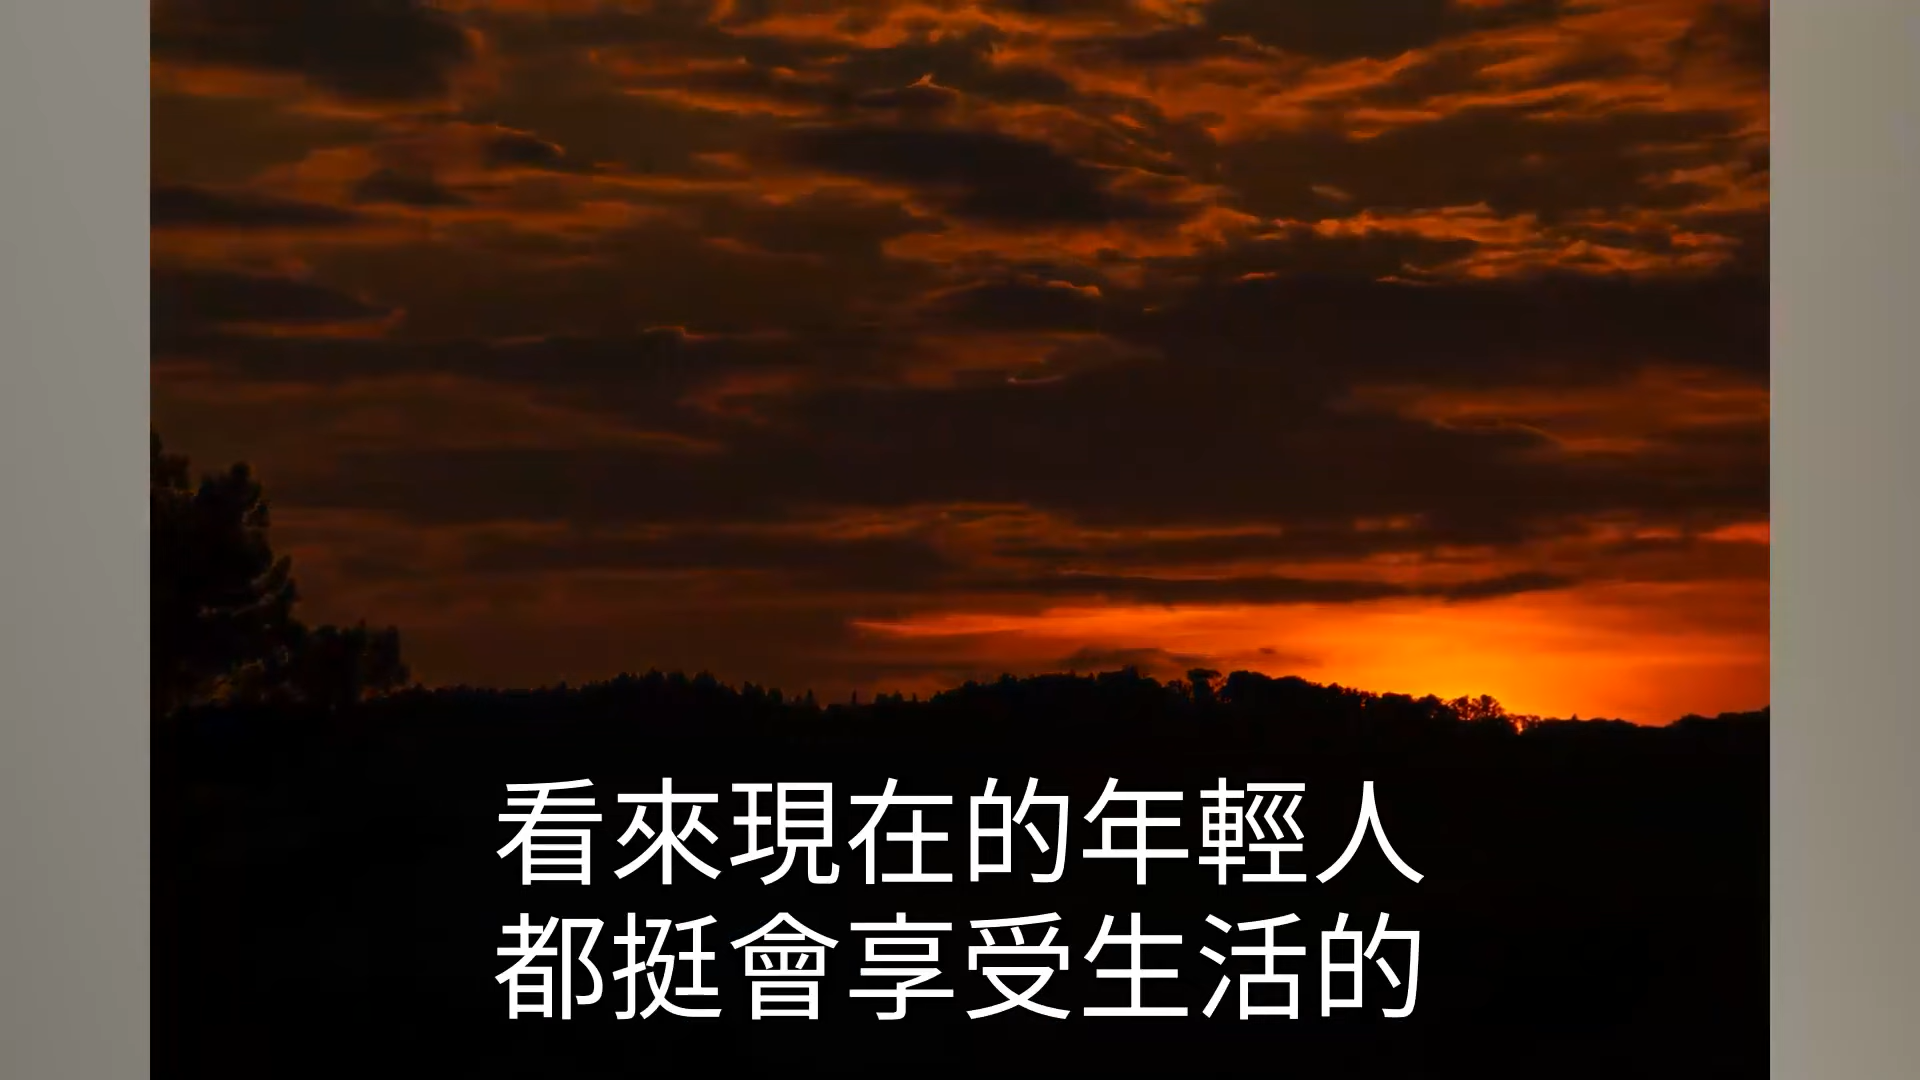 看來現在的年輕人
都挺會享受生活的